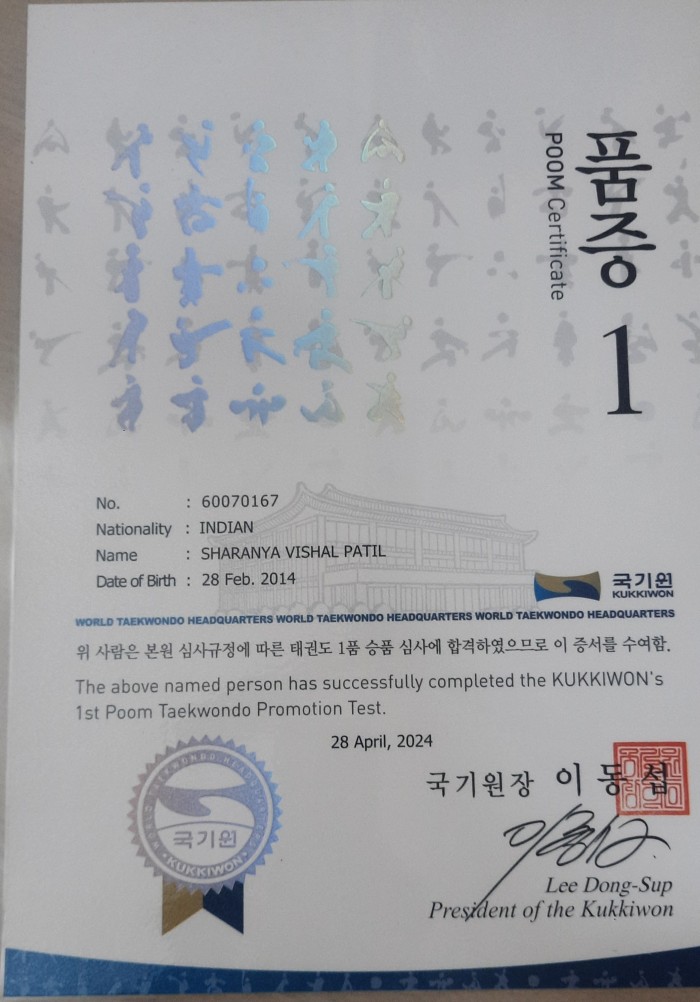 품증 1
POOM Certificate
No. : 60070167
Nationality : INDIAN
Name : SHARANYA VISHAL PATIL
Date of Birth : 28 Feb. 2014
국기원
KUKKIWON
WORLD TAEKWONDO HEADQUARTERS WORLD TAEKWONDO HEADQUARTERS WORLD TAEKWONDO HEADQUARTERS
위 사람은 본원 심사규정에 따른 태권도 1품 승품 심사에 합격하였으므로 이 증서를 수여함.
The above named person has successfully completed the KUKKIWON's
1st Poom Taekwondo Promotion Test.
28 April, 2024
국기원장 이동섭
WORLD TAEKWONDO HEADQUARTERS
국기원
KUKKIWON
Lee Dong-Sup
President of the Kukkiwon